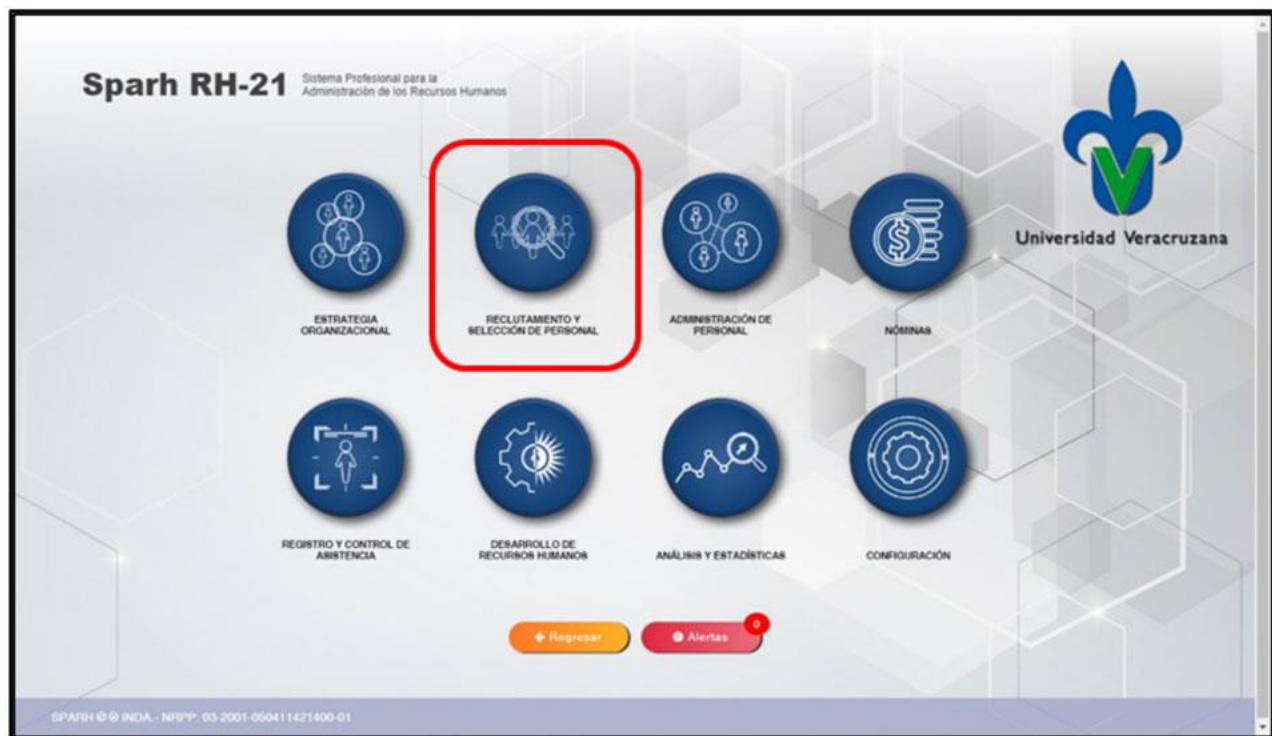 Sparh RH-21
Sistema Profesional para la
Administración de los Recursos Humanos
Universidad Veracruzana
ESTRATEGIA
ORGANIZACIONAL
RECLUTAMIENTO Y
SELECCIÓN DE PERSONAL
ADMINISTRACIÓN DE
PERSONAL
NÓMINAS
REGISTRO Y CONTROL DE
ASISTENCIA
DESARROLLO DE
RECURSOS HUMANOS
ANÁLISIS Y ESTADÍSTICAS
CONFIGURACIÓN
Regresar
Alertas
0
SPARH © ® INDA.- NRPP: 03-2001-050411421400-01